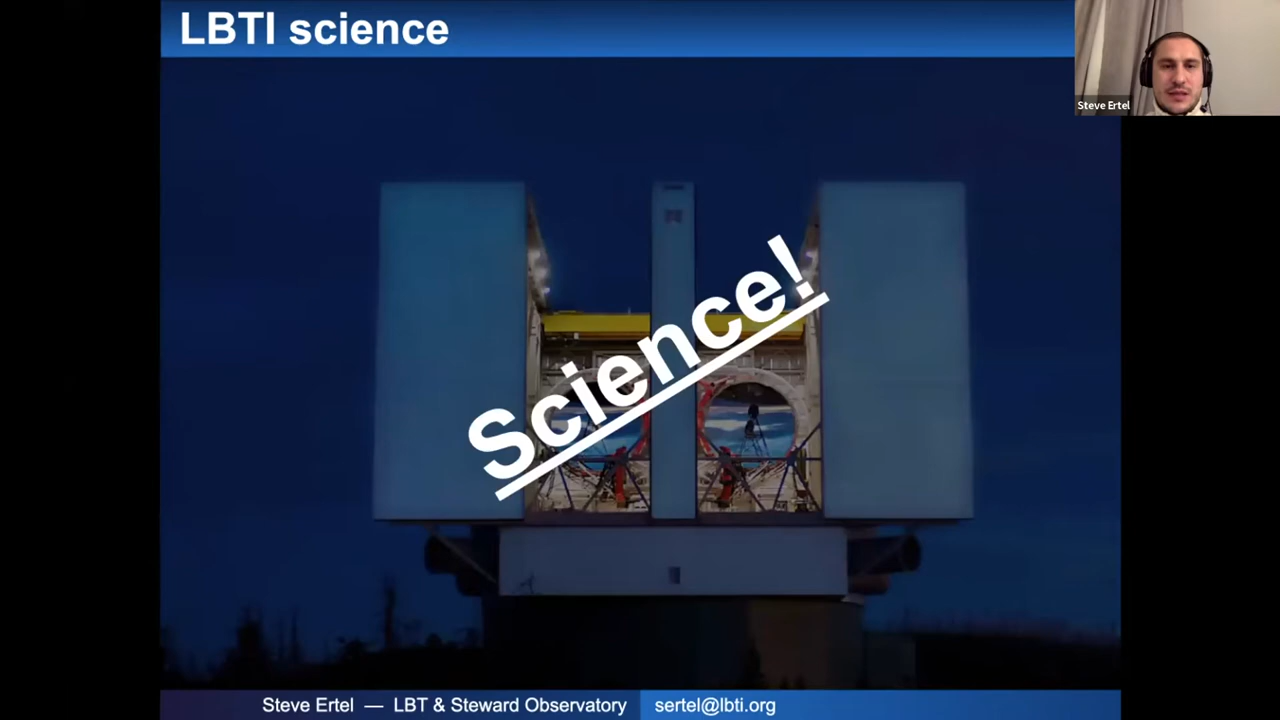 LBTI science
Steve Ertel
Science!
Steve Ertel — LBT & Steward Observatory
sertel@lbti.org